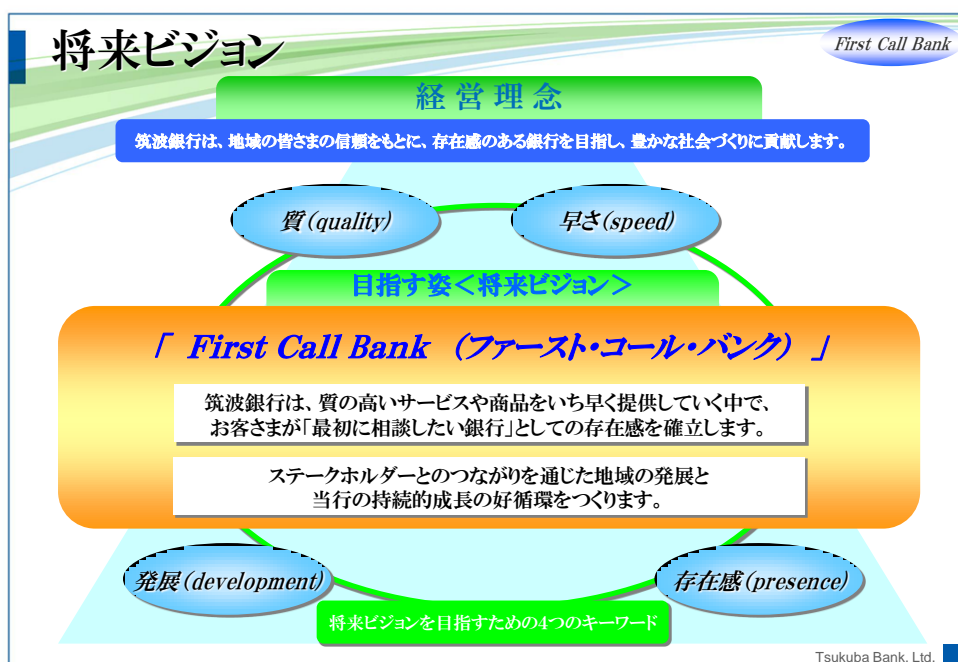 将来ビジョン
First Call Bank
経営理念
筑波銀行は、地域の皆さまの信頼をもとに、存在感のある銀行を目指し、豊かな社会づくりに貢献します。
質(quality)
早さ(speed)
目指す姿<将来ビジョン>
「 First Call Bank (ファースト・コール・バンク) 」
筑波銀行は、質の高いサービスや商品をいち早く提供していく中で、
お客さまが「最初に相談したい銀行」としての存在感を確立します。
ステークホルダーとのつながりを通じた地域の発展と
当行の持続的成長の好循環をつくります。
発展(development)
存在感(presence)
将来ビジョンを目指すための4つのキーワード
Tsukuba Bank, Ltd.